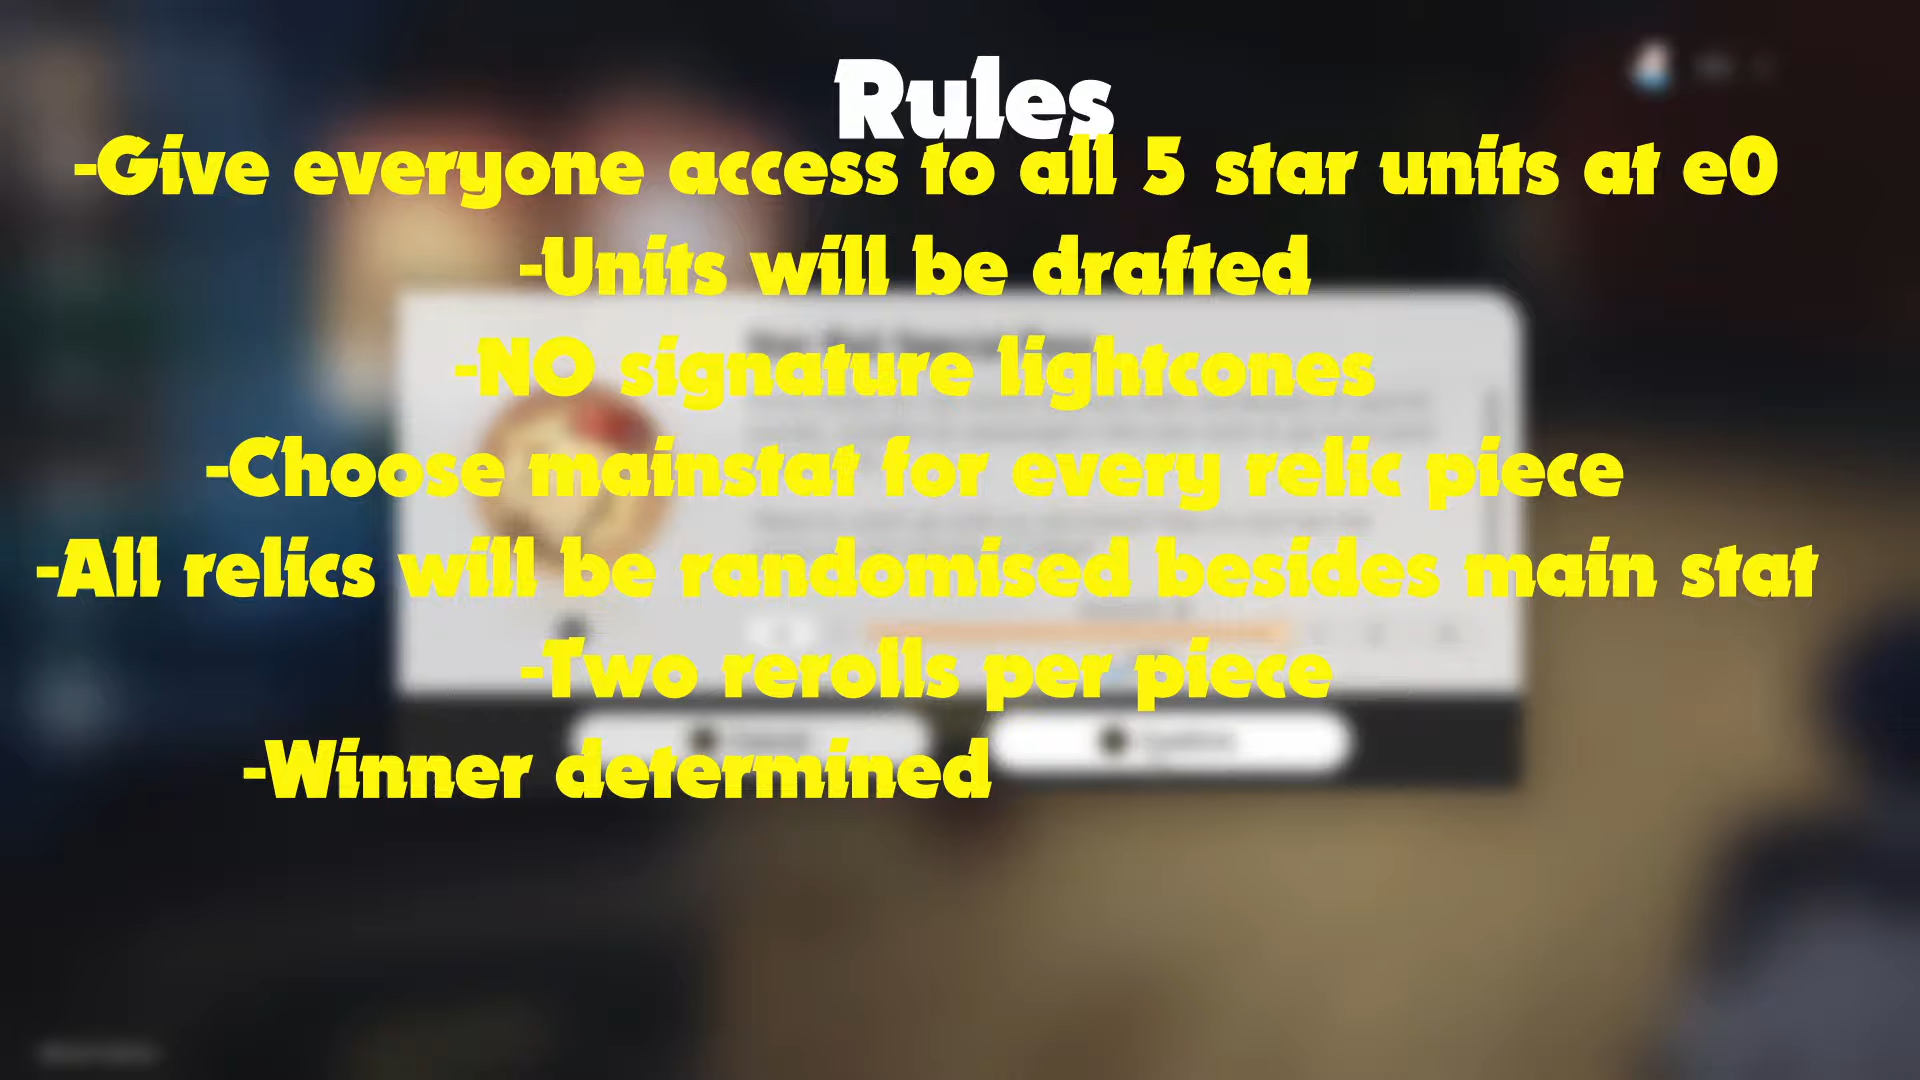 Rules
-Give everyone access to all 5 star units at e0
-Units will be drafted
-NO signature lightcones
-Choose mainstat for every relic piece
-All relics will be randomised besides main stat
-Two rerolls per piece
-Winner determined